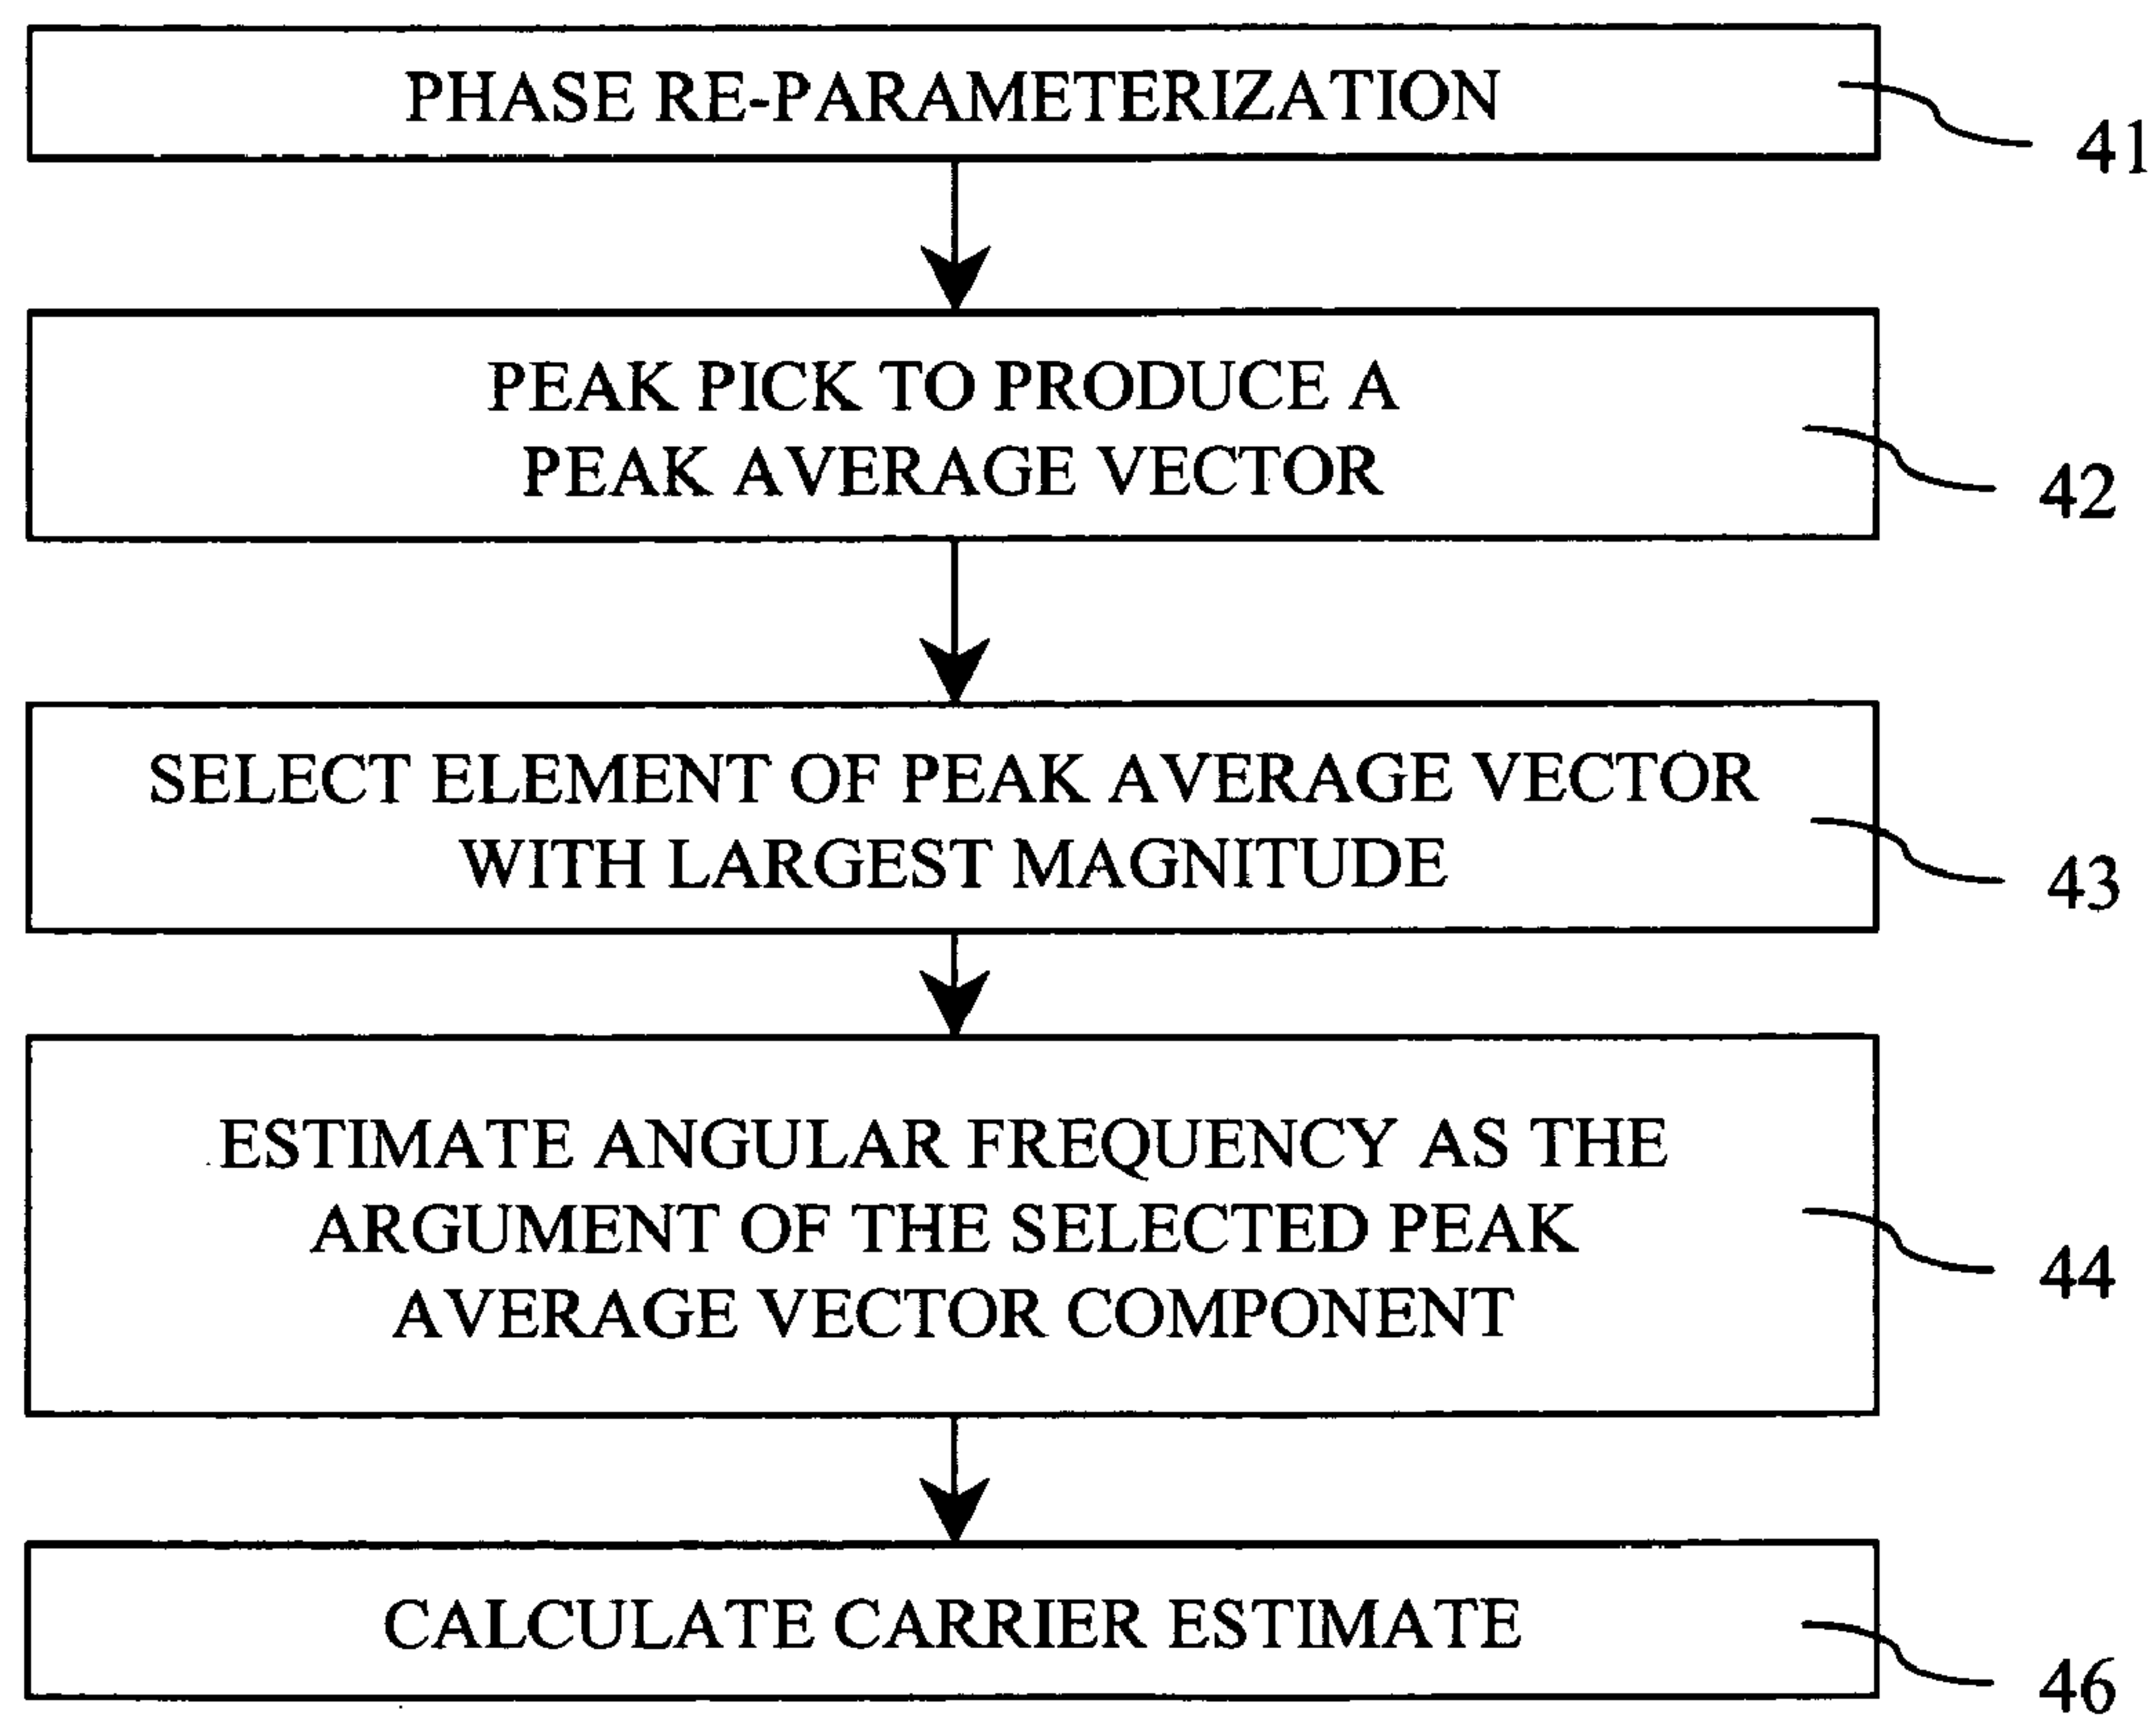 PHASE RE-PARAMETERIZATION
41
PEAK PICK TO PRODUCE A
PEAK AVERAGE VECTOR
42
SELECT ELEMENT OF PEAK AVERAGE VECTOR
WITH LARGEST MAGNITUDE
43
ESTIMATE ANGULAR FREQUENCY AS THE
ARGUMENT OF THE SELECTED PEAK
AVERAGE VECTOR COMPONENT
44
CALCULATE CARRIER ESTIMATE
46